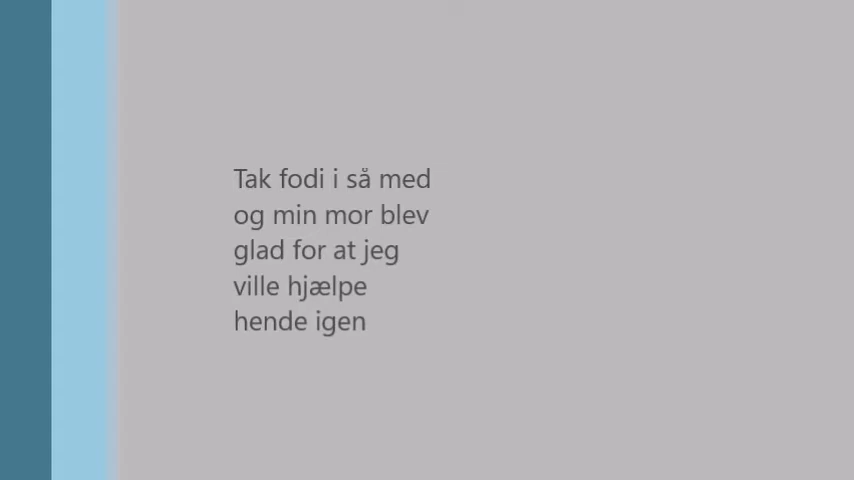 Tak fodi i så med
og min mor blev
glad for at jeg
ville hjælpe
hende igen